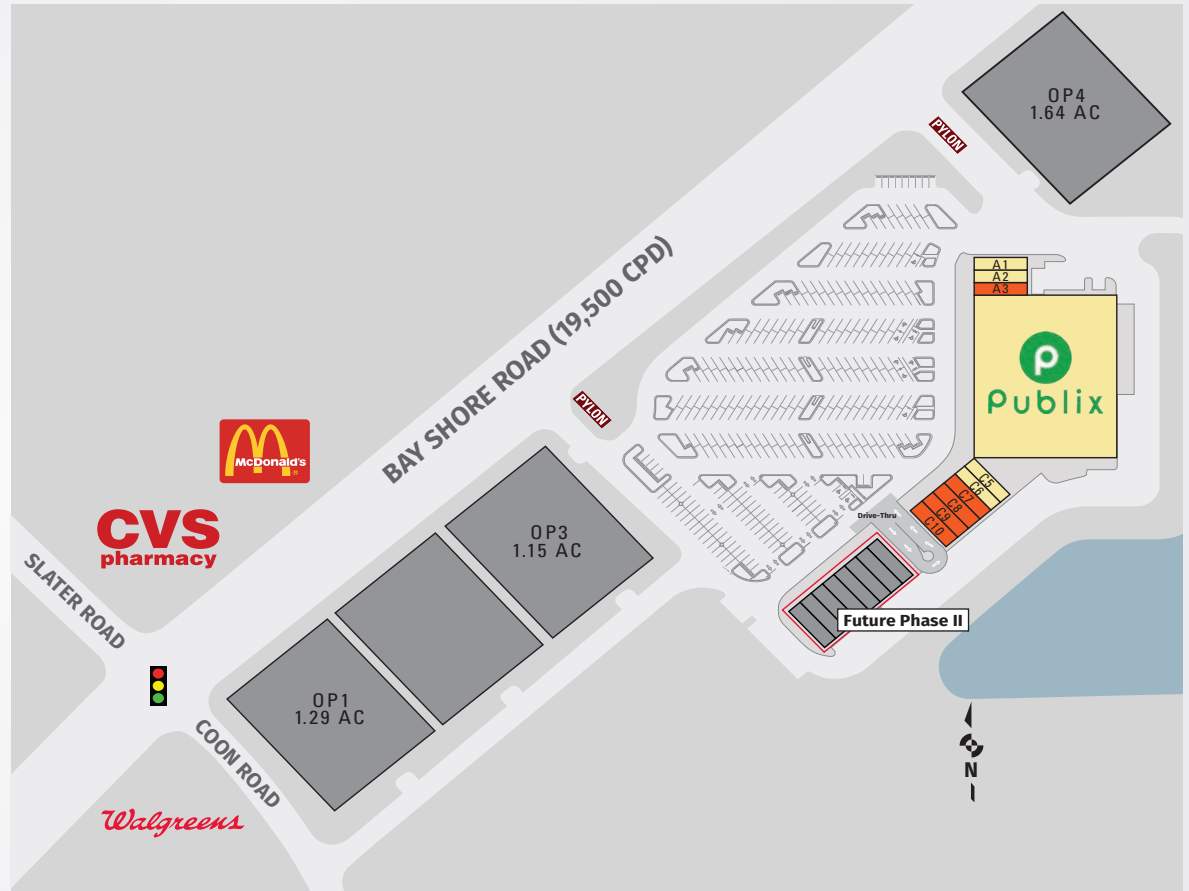 OP4
1.64 AC
PYLON
BAY SHORE ROAD (19,500 CPD)
A1
A2
A3
p
Publix
PYLON
McDonald's
®
CVS
pharmacy
C5
C6
C7
C8
C9
C10
Drive-Thru
OP3
1.15 AC
SLATER ROAD
Future Phase II
OP1
1.29 AC
COON ROAD
N
Walgreens